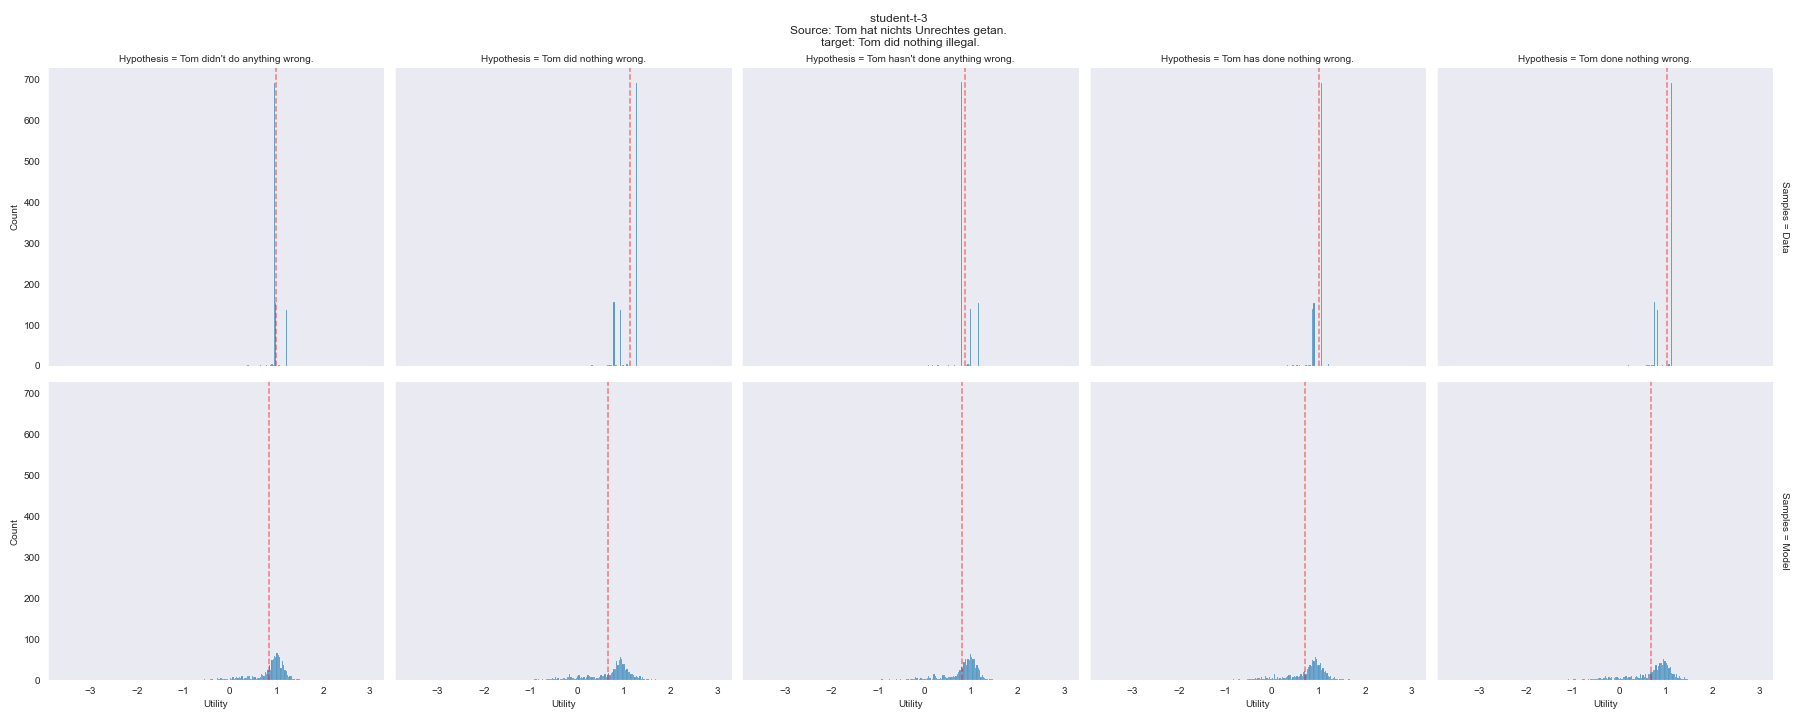 student-t-3
Source: Tom hat nichts Unrechtes getan.
target: Tom did nothing illegal.
Hypothesis = Tom didn't do anything wrong.
Hypothesis = Tom did nothing wrong.
Hypothesis = Tom hasn't done anything wrong.
Hypothesis = Tom has done nothing wrong.
Hypothesis = Tom done nothing wrong.
700
600
500
400
300
200
100
0
Count
Samples = Data
700
600
500
400
300
200
100
0
Count
Samples = Model
−3 −2 −1 0 1 2 3
−3 −2 −1 0 1 2 3
−3 −2 −1 0 1 2 3
−3 −2 −1 0 1 2 3
−3 −2 −1 0 1 2 3
Utility
Utility
Utility
Utility
Utility